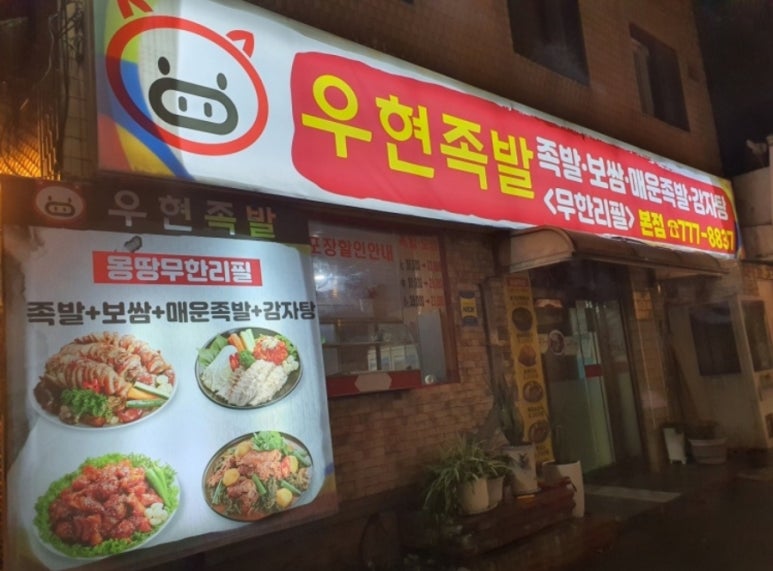 우현족발
족발·보쌈·매운족발·감자탕
<무한리필> 본점 ☎777-8837
우현족발
몽땅무한리필
족발+보쌈+매운족발+감자탕
포장할인안내